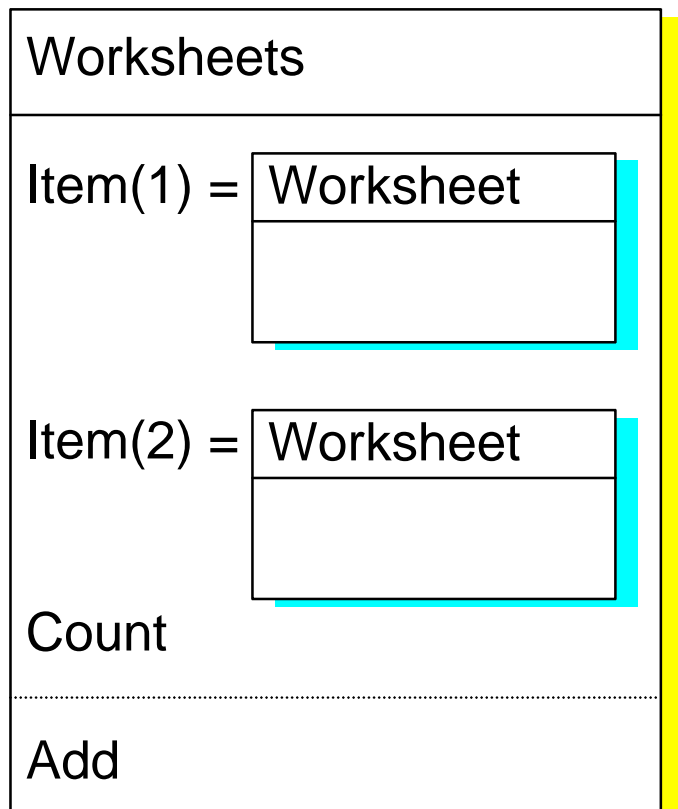 Worksheets
Item(1) = Worksheet
Item(2) = Worksheet
Count
Add